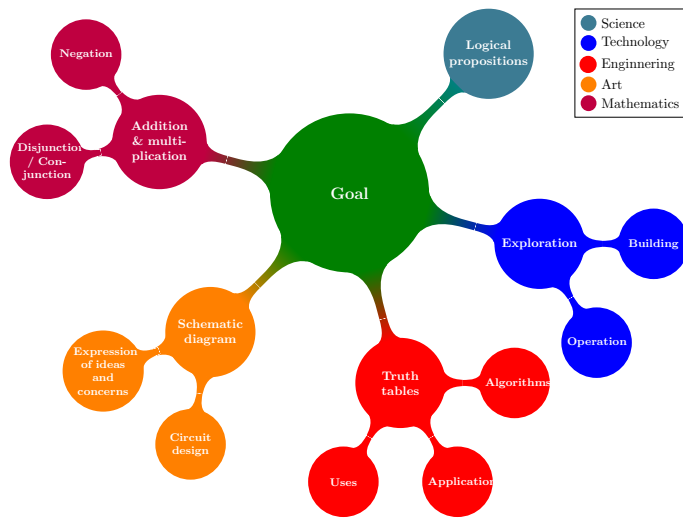 Negation
Disjunction
/ Con-
junction
Addition
& multi-
plication
Logical
propositions
Science
Technology
Enginnering
Art
Mathematics
Goal
Exploration
Building
Operation
Schematic
diagram
Expression
of ideas and
concerns
Circuit
design
Truth
tables
Algorithms
Uses
Application